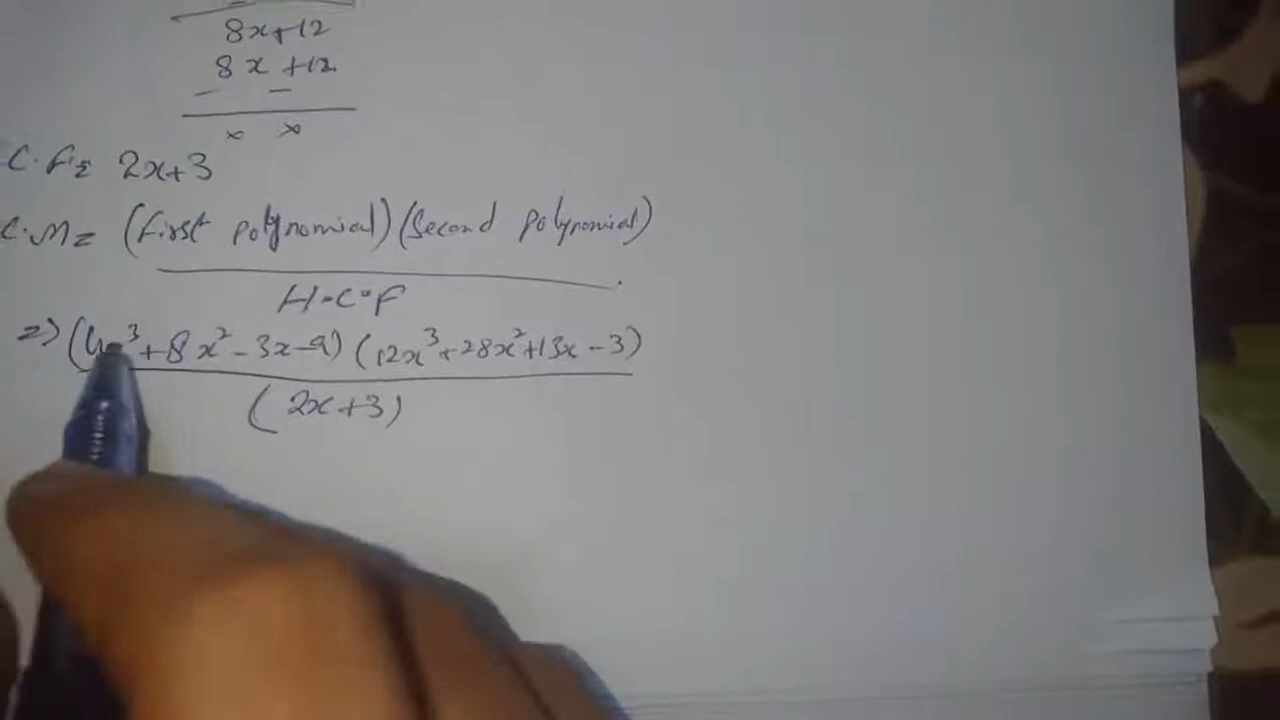 8x+12
8x +12
- -
x x
C.F= 2x+3
C.M= (First polynomial)(Second polynomial)
H.C.F
=> (4x³+8x²-3x-9)(12x³+28x²+13x-3)
(2x+3)